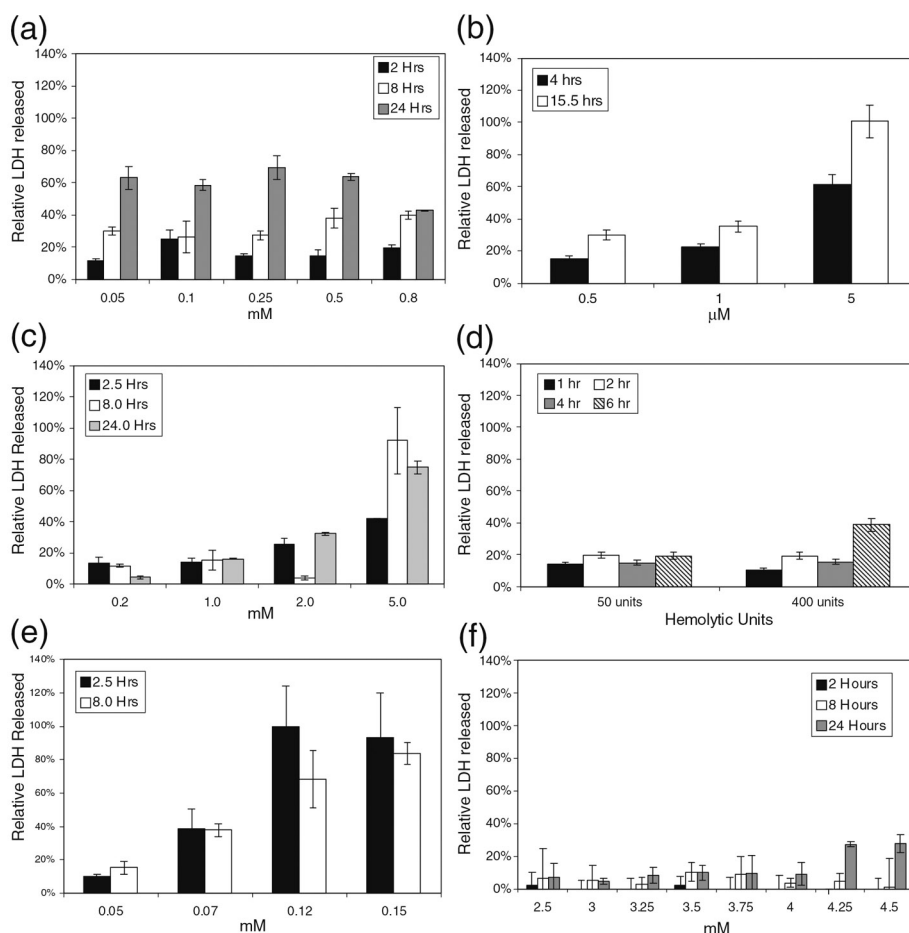 (a)
Relative LDH released
140%
120%
100%
80%
60%
40%
20%
0%
2 Hrs
8 Hrs
24 Hrs
0.05 0.1 0.25 0.5 0.8
mM
(b)
Relative LDH released
140%
120%
100%
80%
60%
40%
20%
0%
4 hrs
15.5 hrs
0.5 1 5
μM
(c)
Relative LDH Released
140%
120%
100%
80%
60%
40%
20%
0%
2.5 Hrs
8.0 Hrs
24.0 Hrs
0.2 1.0 2.0 5.0
mM
(d)
Relative LDH released
140%
120%
100%
80%
60%
40%
20%
0%
1 hr 2 hr
4 hr 6 hr
50 units 400 units
Hemolytic Units
(e)
Relative LDH Released
140%
120%
100%
80%
60%
40%
20%
0%
2.5 Hrs
8.0 Hrs
0.05 0.07 0.12 0.15
mM
(f)
Relative LDH released
140%
120%
100%
80%
60%
40%
20%
0%
2 Hours
8 Hours
24 Hours
2.5 3 3.25 3.5 3.75 4 4.25 4.5
mM